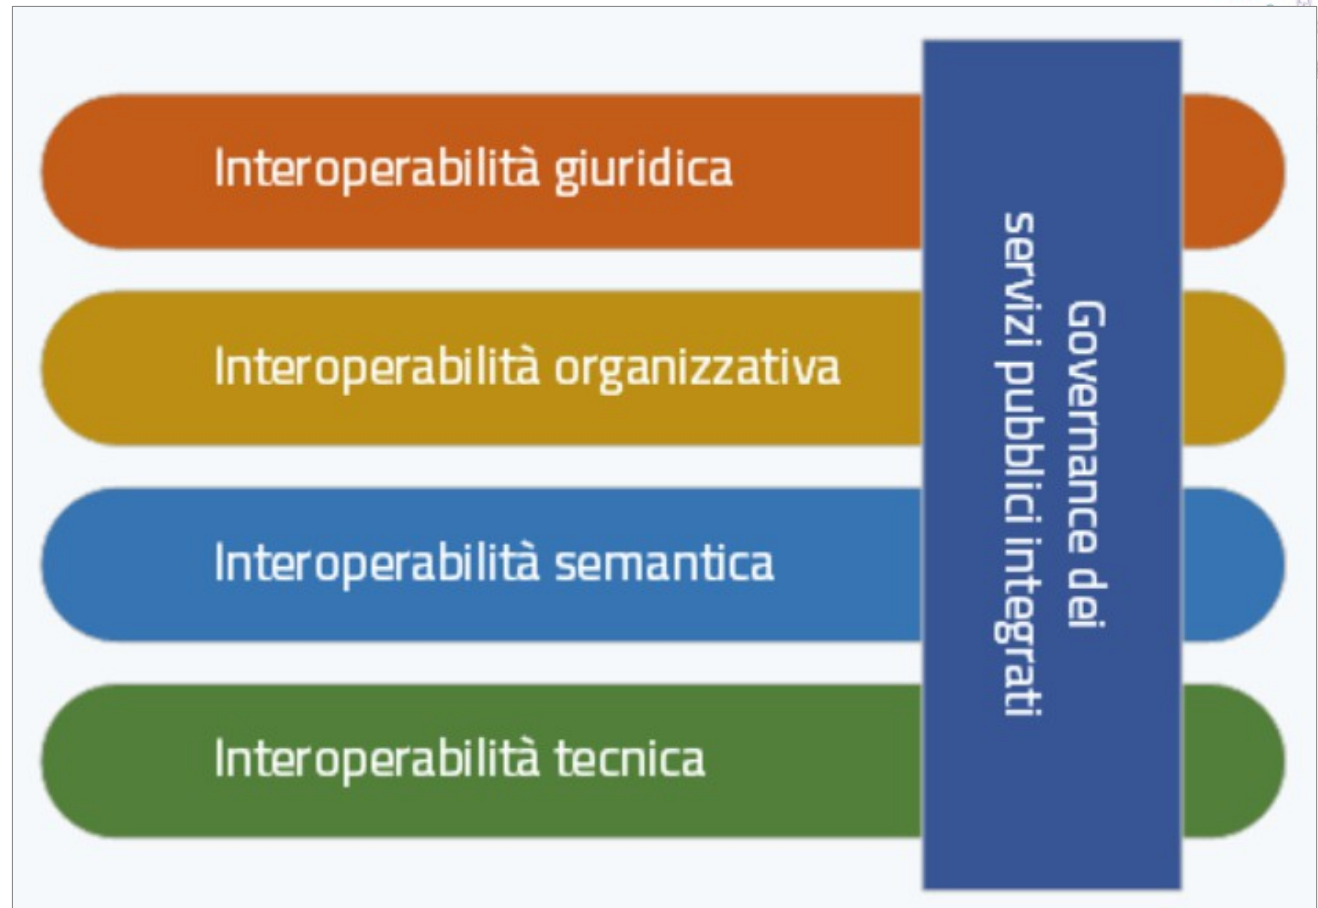 Interoperabilità giuridica
Interoperabilità organizzativa
Interoperabilità semantica
Interoperabilità tecnica
Governance dei
servizi pubblici integrati